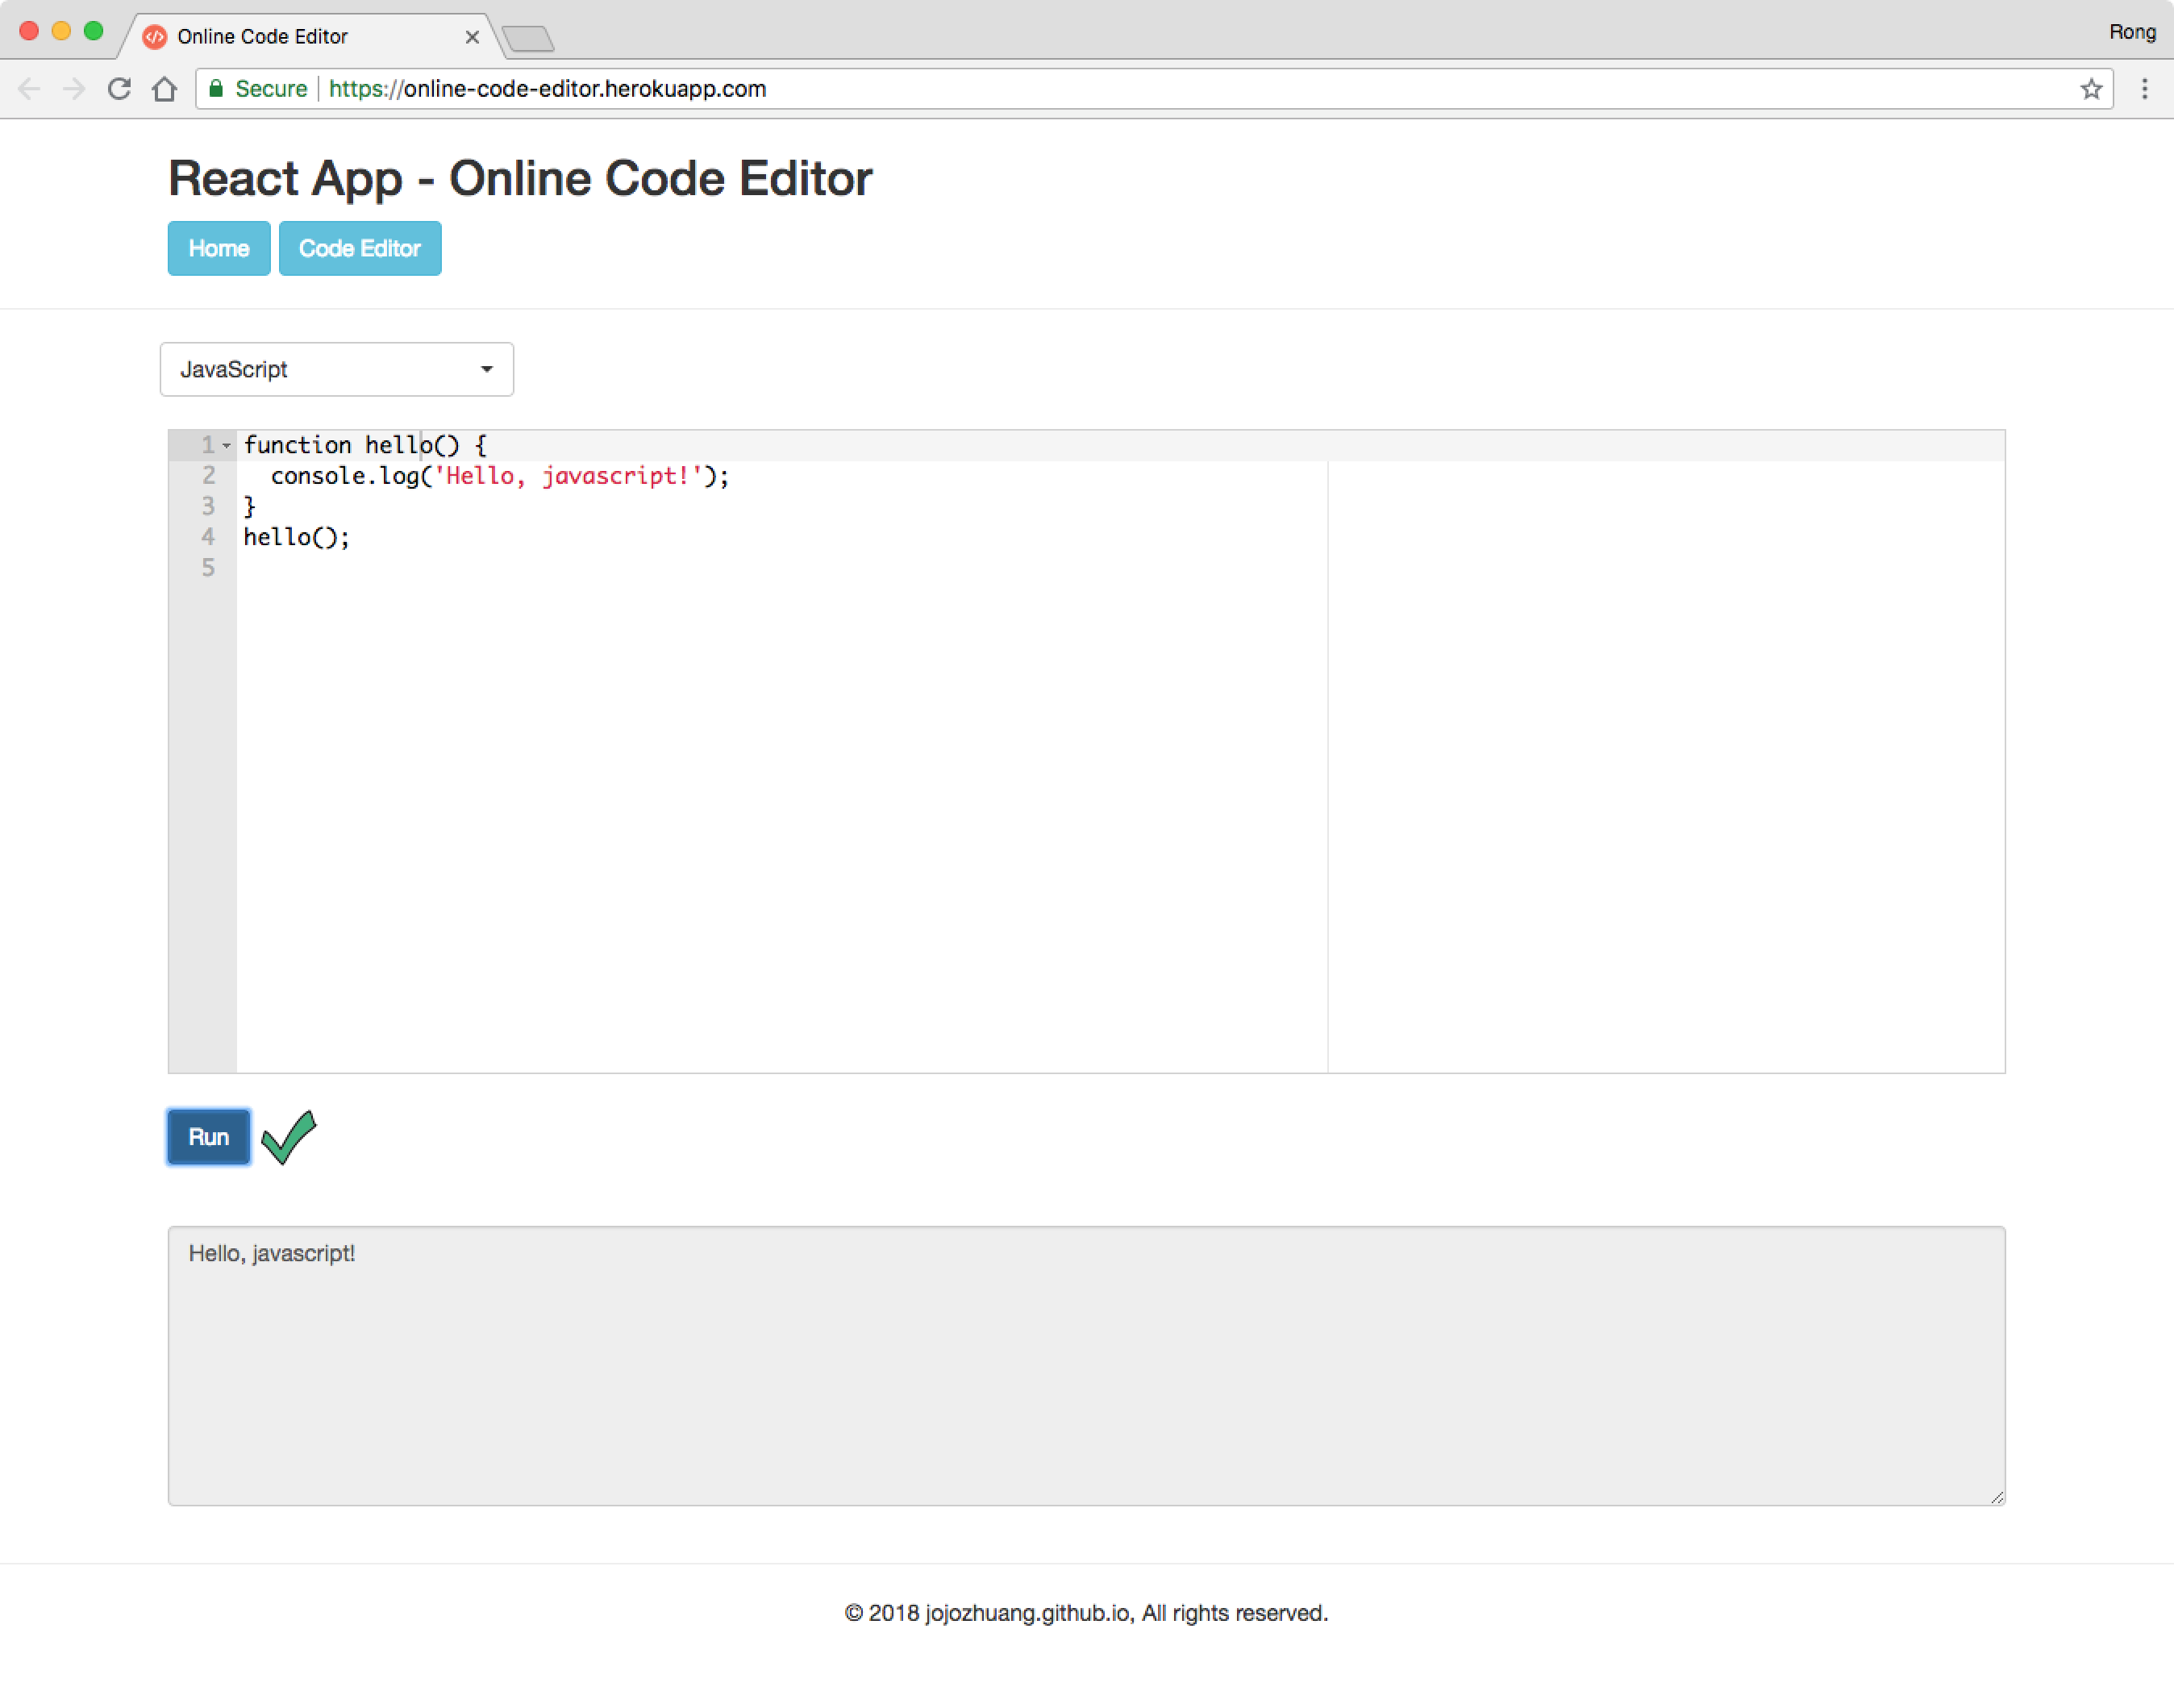 Online Code Editor
Rong
Secure https://online-code-editor.herokuapp.com
React App - Online Code Editor
Home Code Editor
JavaScript
1 function hello() {
2   console.log('Hello, javascript!');
3 }
4 hello();
5
Run
Hello, javascript!
© 2018 jojozhuang.github.io, All rights reserved.